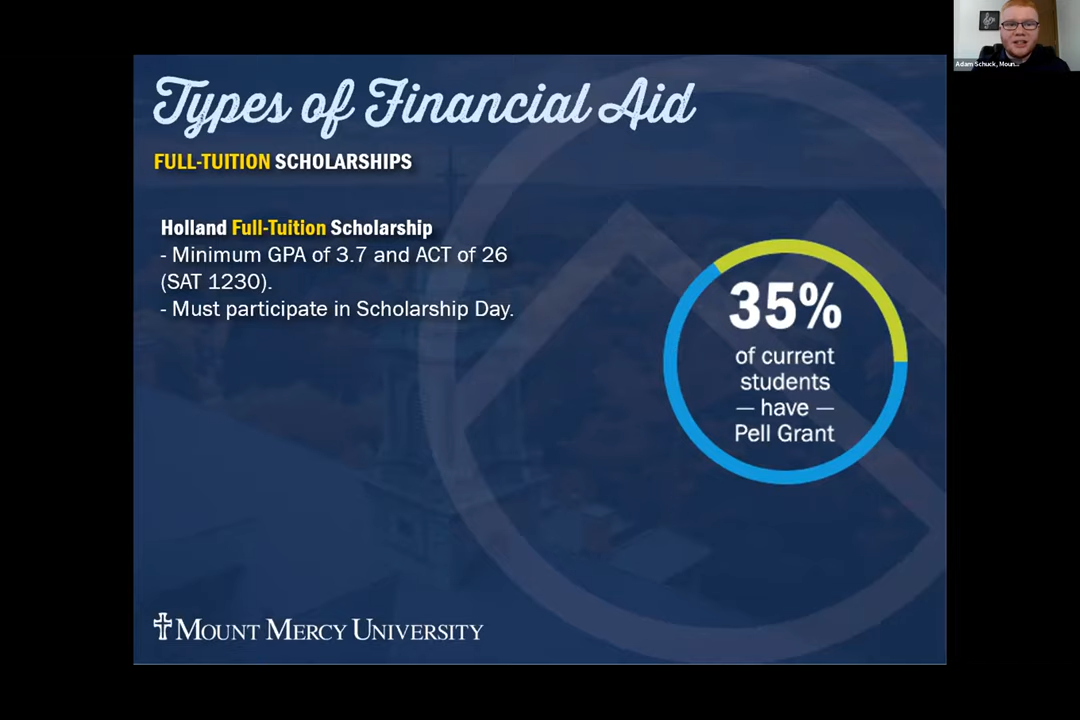 Types of Financial Aid
FULL-TUITION SCHOLARSHIPS
Holland Full-Tuition Scholarship
- Minimum GPA of 3.7 and ACT of 26
(SAT 1230).
- Must participate in Scholarship Day.
35%
of current
students
— have —
Pell Grant
MOUNT MERCY UNIVERSITY
Adam Schuck, Moun...